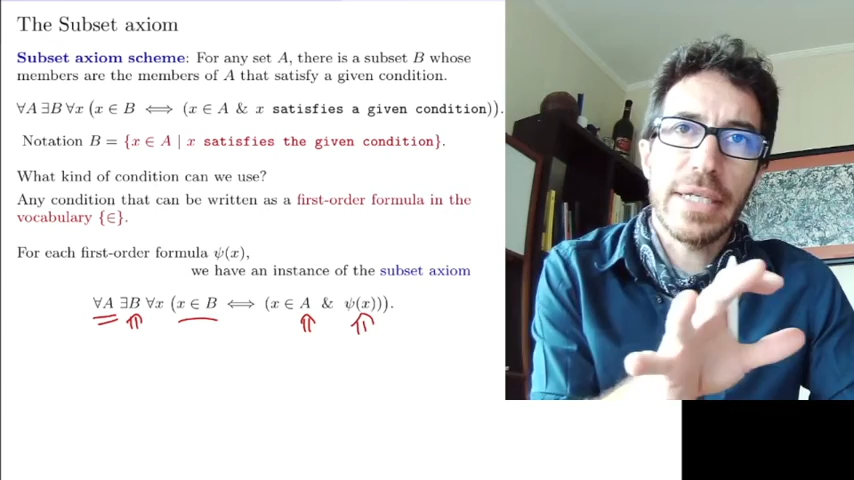 The Subset axiom
Subset axiom scheme: For any set A, there is a subset B whose
members are the members of A that satisfy a given condition.
∀A ∃B ∀x (x ∈ B ⟺ (x ∈ A & x satisfies a given condition)).
Notation B = {x ∈ A | x satisfies the given condition}.
What kind of condition can we use?
Any condition that can be written as a first-order formula in the
vocabulary {∈}.
For each first-order formula ψ(x),
we have an instance of the subset axiom
∀A ∃B ∀x (x ∈ B ⟺ (x ∈ A & ψ(x))).